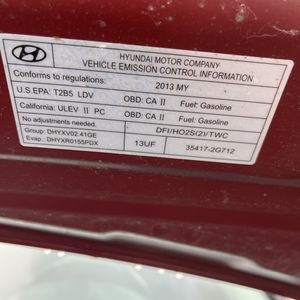 HYUNDAI MOTOR COMPANY
VEHICLE EMISSION CONTROL INFORMATION
Conforms to regulations: 2013 MY
U.S.EPA: T2B5 LDV OBD: CA II Fuel: Gasoline
California: ULEV II PC OBD: CA II Fuel: Gasoline
No adjustments needed. DFI/HO2S(2)/TWC
Group: DHYXV02.41GE
Evap: DHYXR0155PDX 13UF 35417-2G712